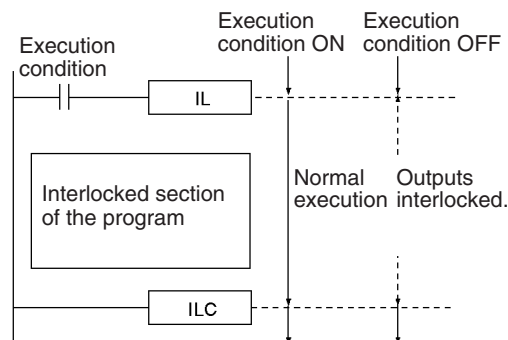 Execution
condition
Execution
condition ON
Execution
condition OFF
IL
Interlocked section
of the program
Normal
execution
Outputs
interlocked.
ILC